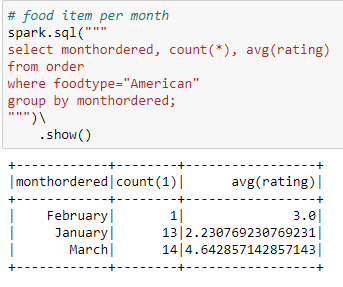 # food item per month
spark.sql("""
select monthordered, count(*), avg(rating)
from order
where foodtype="American"
group by monthordered;
""")\
    .show()
+------------+--------+-----------------+
|monthordered|count(1)|      avg(rating)|
+------------+--------+-----------------+
|    February|       1|              3.0|
|     January|      13|2.230769230769231|
|       March|      14|4.642857142857143|
+------------+--------+-----------------+